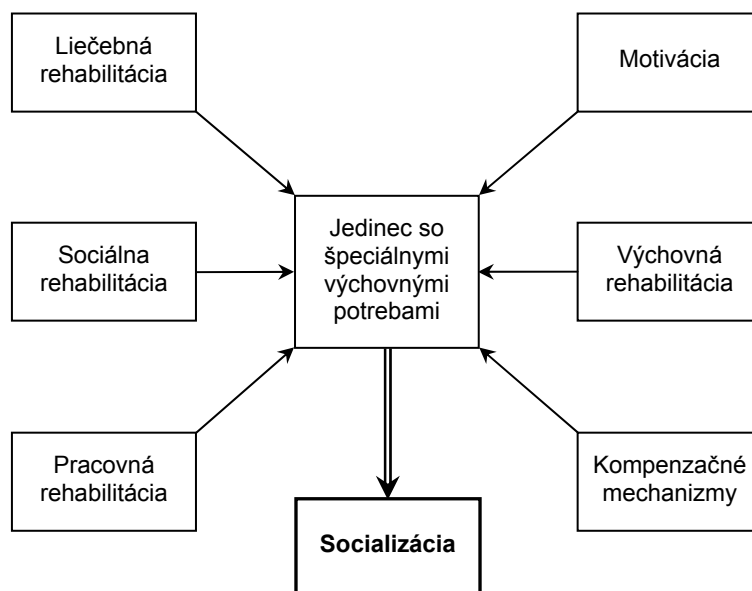 Liečebná
rehabilitácia
Motivácia
Jedinec so
špeciálnymi
výchovnými
potrebami
Sociálna
rehabilitácia
Výchovná
rehabilitácia
Pracovná
rehabilitácia
Kompenzačné
mechanizmy
Socializácia